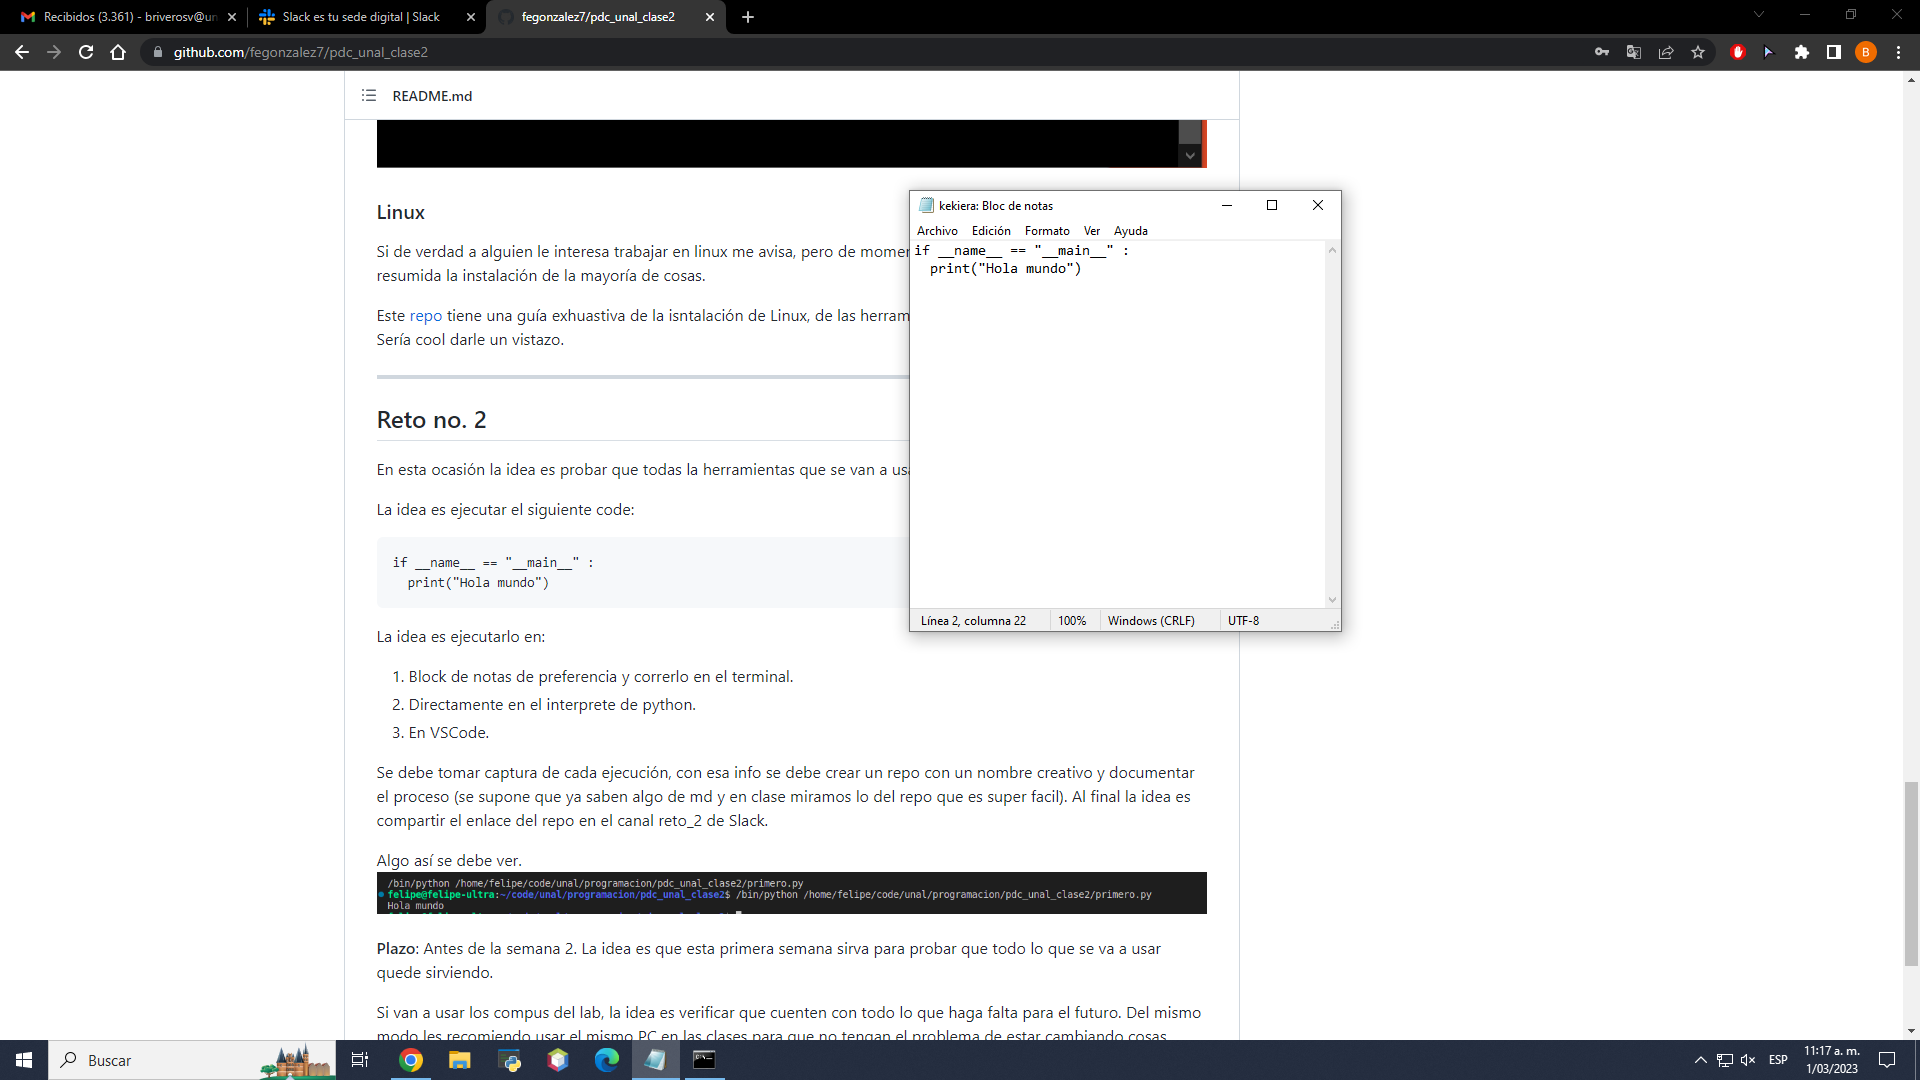 Recibidos (3.361) - briverosv@un
Slack es tu sede digital | Slack
fegonzalez7/pdc_unal_clase2
github.com/fegonzalez7/pdc_unal_clase2
B
README.md
Linux
Si de verdad a alguien le interesa trabajar en linux me avisa, pero de momen
resumida la instalación de la mayoría de cosas.
Este repo tiene una guía exhuastiva de la isntalación de Linux, de las herram
Sería cool darle un vistazo.
Reto no. 2
En esta ocasión la idea es probar que todas la herramientas que se van a usa
La idea es ejecutar el siguiente code:
if __name__ == "__main__" :
  print("Hola mundo")
La idea es ejecutarlo en:
1. Block de notas de preferencia y correrlo en el terminal.
2. Directamente en el interprete de python.
3. En VSCode.
Se debe tomar captura de cada ejecución, con esa info se debe crear un repo con un nombre creativo y documentar
el proceso (se supone que ya saben algo de md y en clase miramos lo del repo que es super facil). Al final la idea es
compartir el enlace del repo en el canal reto_2 de Slack.
Algo así se debe ver.
/bin/python /home/felipe/code/unal/programacion/pdc_unal_clase2/primero.py
felipe@felipe-ultra:~/code/unal/programacion/pdc_unal_clase2$ /bin/python /home/felipe/code/unal/programacion/pdc_unal_clase2/primero.py
Hola mundo
Plazo: Antes de la semana 2. La idea es que esta primera semana sirva para probar que todo lo que se va a usar
quede sirviendo.
Si van a usar los compus del lab, la idea es verificar que cuenten con todo lo que haga falta para el futuro. Del mismo
modo les recomiendo usar el mismo PC en las clases para que no tengan el problema de estar cambiando cosas
kekiera: Bloc de notas
Archivo Edición Formato Ver Ayuda
if __name__ == "__main__" :
  print("Hola mundo")
Línea 2, columna 22 100% Windows (CRLF) UTF-8
Buscar
ESP
11:17 a. m.
1/03/2023